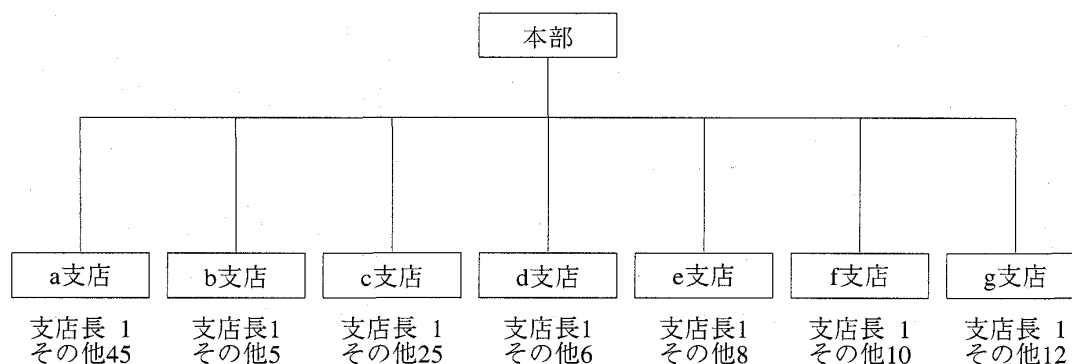 本部
a支店 b支店 c支店 d支店 e支店 f支店 g支店
支店長 1 支店長1 支店長 1 支店長1 支店長1 支店長 1 支店長 1
その他45 その他5 その他25 その他6 その他8 その他10 その他12